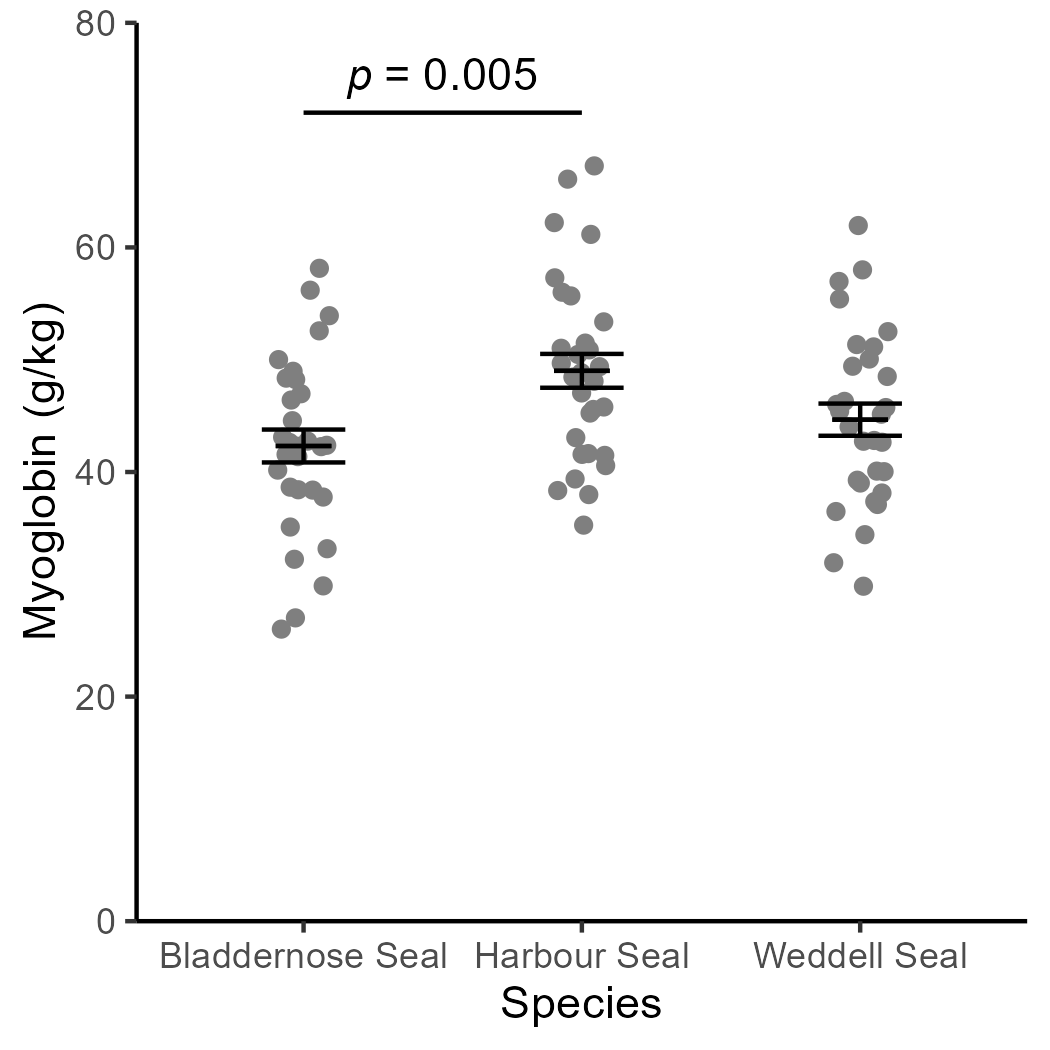 80
p = 0.005
60
40
20
0
Myoglobin (g/kg)
Bladdernose Seal Harbour Seal Weddell Seal
Species